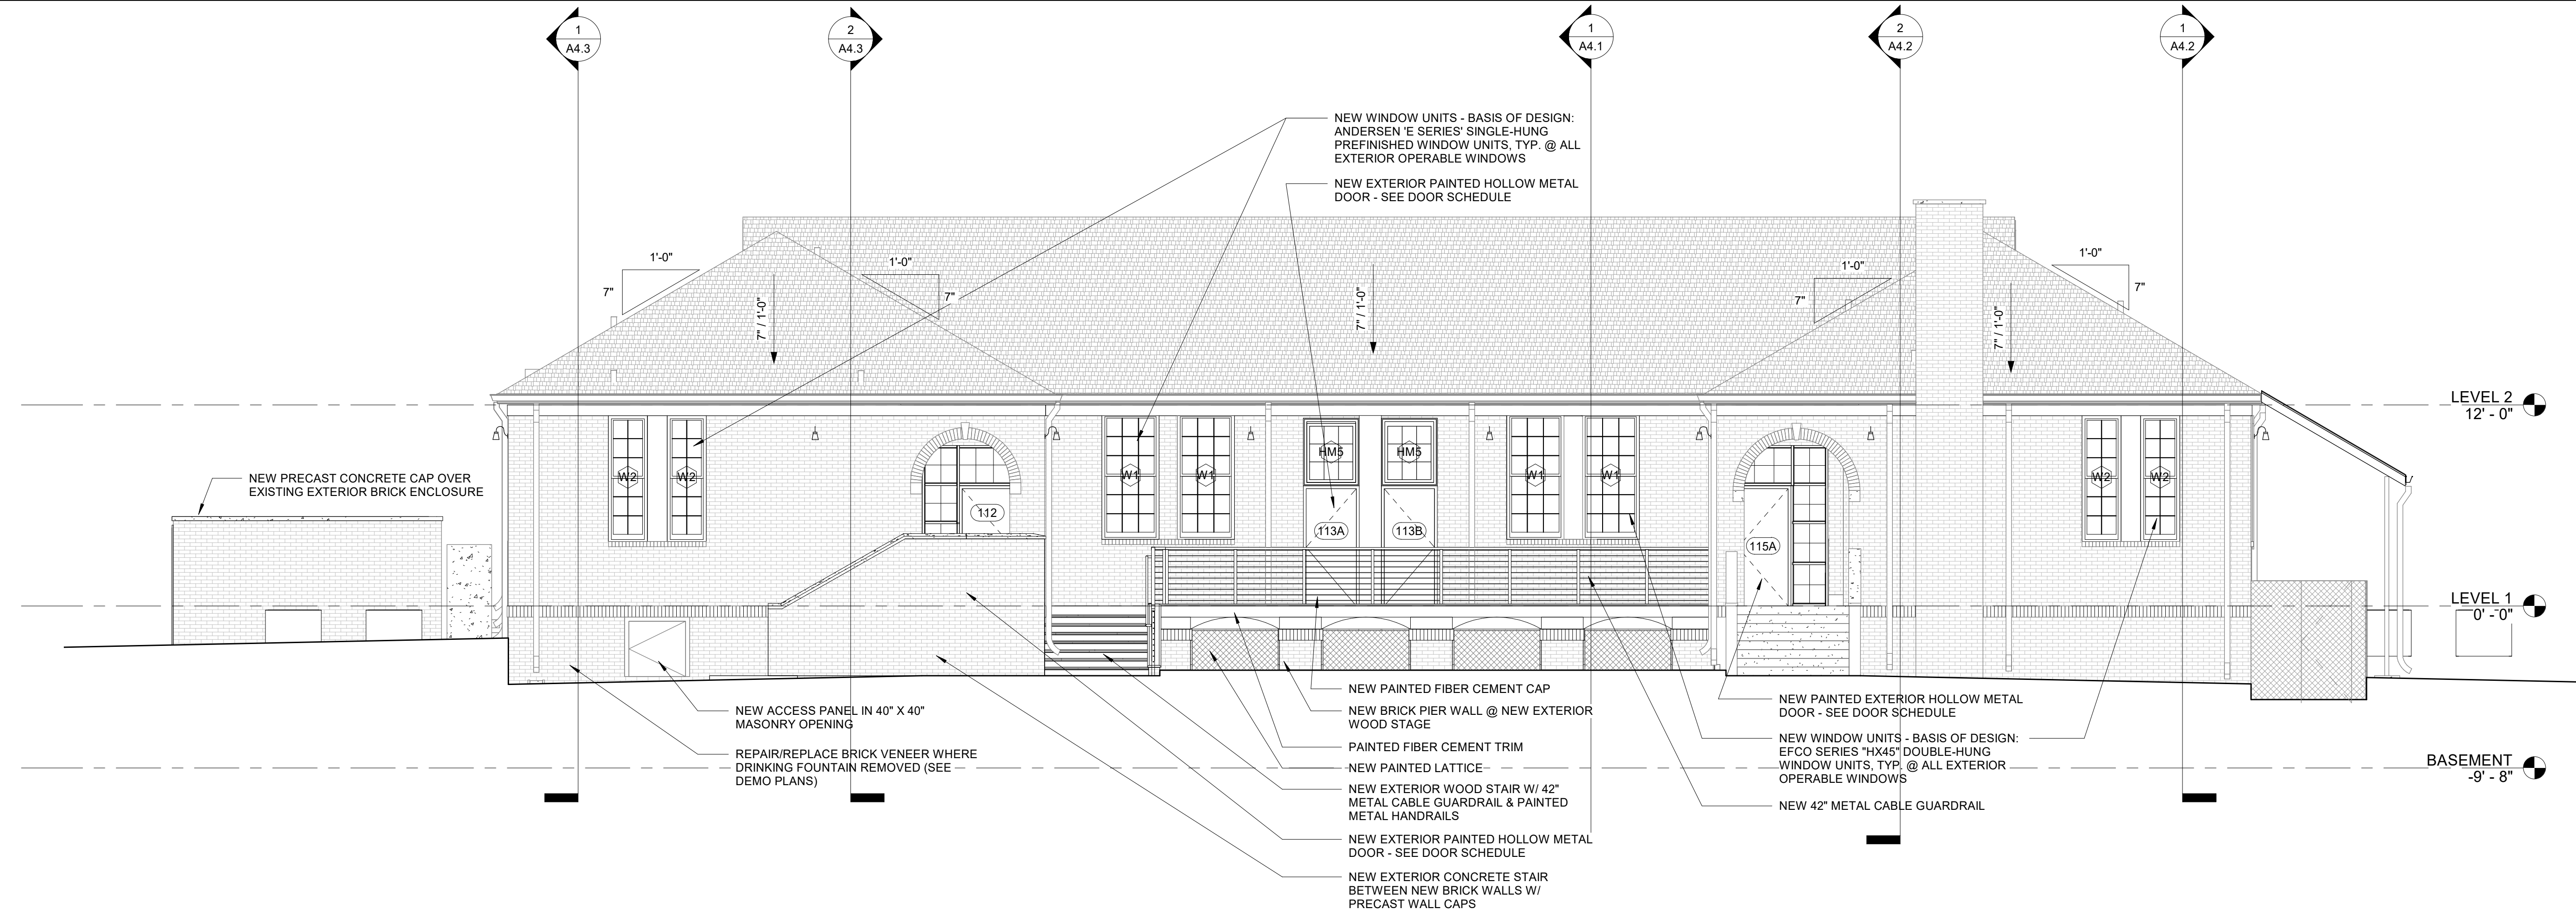 1
A4.3
2
A4.3
1
A4.1
2
A4.2
1
A4.2
NEW WINDOW UNITS - BASIS OF DESIGN:
ANDERSEN 'E SERIES' SINGLE-HUNG
PREFINISHED WINDOW UNITS, TYP. @ ALL
EXTERIOR OPERABLE WINDOWS
NEW EXTERIOR PAINTED HOLLOW METAL
DOOR - SEE DOOR SCHEDULE
1'-0"
7"
1'-0"
7"
1'-0"
7"
1'-0"
7"
7" / 1'-0"
7" / 1'-0"
7" / 1'-0"
LEVEL 2
12' - 0"
NEW PRECAST CONCRETE CAP OVER
EXISTING EXTERIOR BRICK ENCLOSURE
W2
W2
W1
W1
HM5
HM5
W1
W1
W2
W2
112
113A
113B
115A
LEVEL 1
0' - 0"
NEW ACCESS PANEL IN 40" X 40"
MASONRY OPENING
REPAIR/REPLACE BRICK VENEER WHERE
DRINKING FOUNTAIN REMOVED (SEE
DEMO PLANS)
NEW PAINTED FIBER CEMENT CAP
NEW BRICK PIER WALL @ NEW EXTERIOR
WOOD STAGE
PAINTED FIBER CEMENT TRIM
NEW PAINTED LATTICE
NEW EXTERIOR WOOD STAIR W/ 42"
METAL CABLE GUARDRAIL & PAINTED
METAL HANDRAILS
NEW EXTERIOR PAINTED HOLLOW METAL
DOOR - SEE DOOR SCHEDULE
NEW EXTERIOR CONCRETE STAIR
BETWEEN NEW BRICK WALLS W/
PRECAST WALL CAPS
NEW PAINTED EXTERIOR HOLLOW METAL
DOOR - SEE DOOR SCHEDULE
NEW WINDOW UNITS - BASIS OF DESIGN:
EFCO SERIES "HX45" DOUBLE-HUNG
WINDOW UNITS, TYP. @ ALL EXTERIOR
OPERABLE WINDOWS
NEW 42" METAL CABLE GUARDRAIL
BASEMENT
-9' - 8"